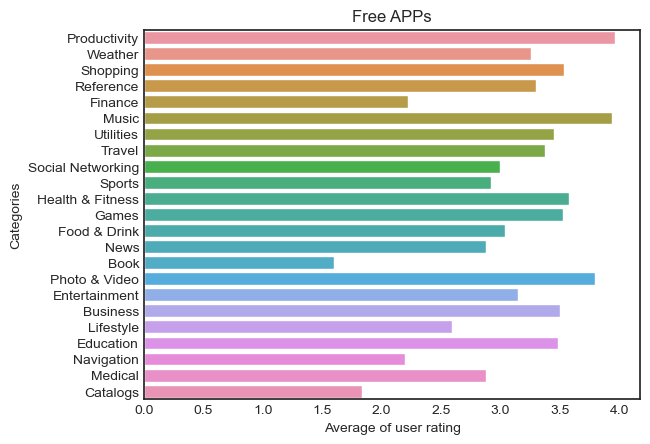 Free APPs
Productivity
Weather
Shopping
Reference
Finance
Music
Utilities
Travel
Social Networking
Sports
Health & Fitness
Games
Food & Drink
News
Book
Photo & Video
Entertainment
Business
Lifestyle
Education
Navigation
Medical
Catalogs
Categories
0.0 0.5 1.0 1.5 2.0 2.5 3.0 3.5 4.0
Average of user rating